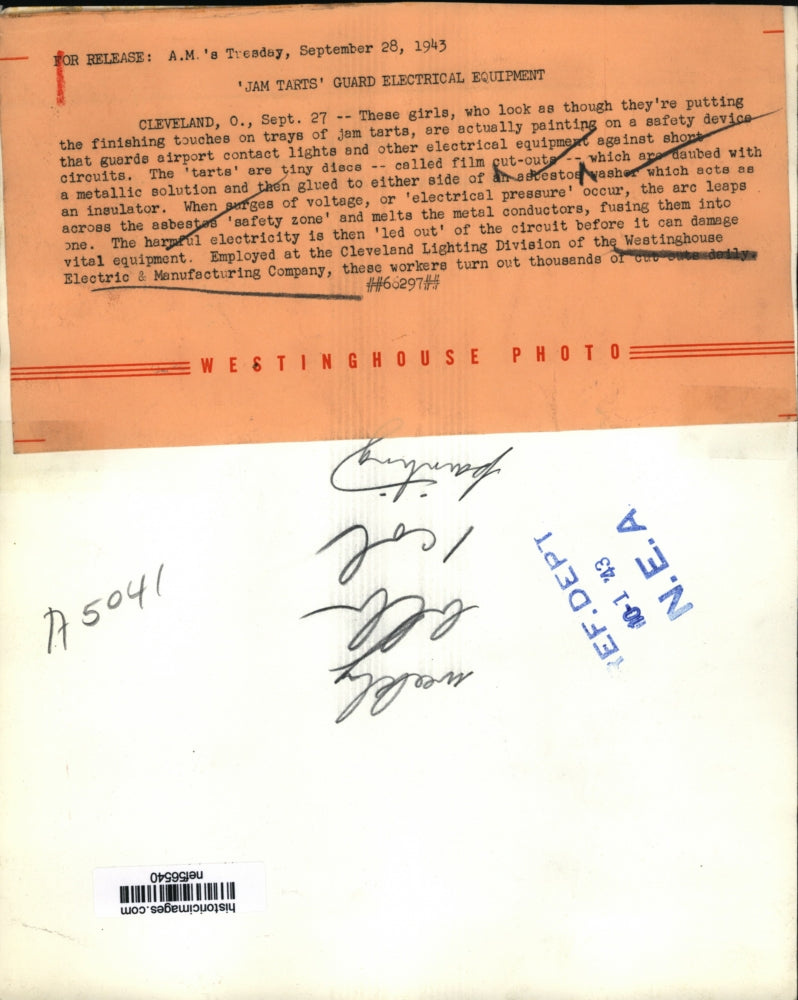 FOR RELEASE: A.M.'s Tuesday, September 28, 1943
'JAM TARTS' GUARD ELECTRICAL EQUIPMENT
CLEVELAND, O., Sept. 27 -- These girls, who look as though they're putting
the finishing touches on trays of jam tarts, are actually painting on a safety device
that guards airport contact lights and other electrical equipment against short
circuits. The 'tarts' are tiny discs -- called film cut-outs -- which are daubed with
a metallic solution and then glued to either side of an asbestos washer which acts as
an insulator. When surges of voltage, or 'electrical pressure' occur, the arc leaps
across the asbestos 'safety zone' and melts the metal conductors, fusing them into
one. The harmful electricity is then 'led out' of the circuit before it can damage
vital equipment. Employed at the Cleveland Lighting Division of the Westinghouse
Electric & Manufacturing Company, these workers turn out thousands of cut-outs daily.
##66297##
WESTINGHOUSE PHOTO
painting
1 col
weekly
A 5041
REF. DEPT
10-1 '43
N.E.A
historicimages.com
nef56540